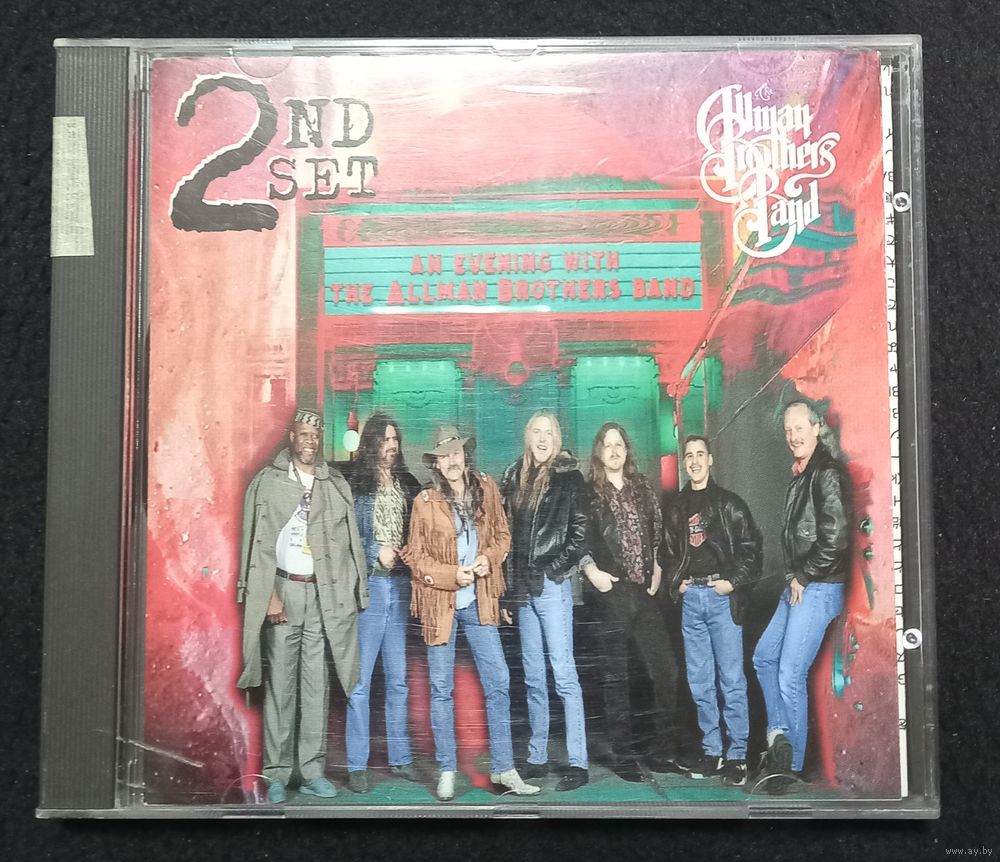 2ND
SET
The
Allman
Brothers
Band
AN EVENING WITH
THE ALLMAN BROTHERS BAND
www.ay.by